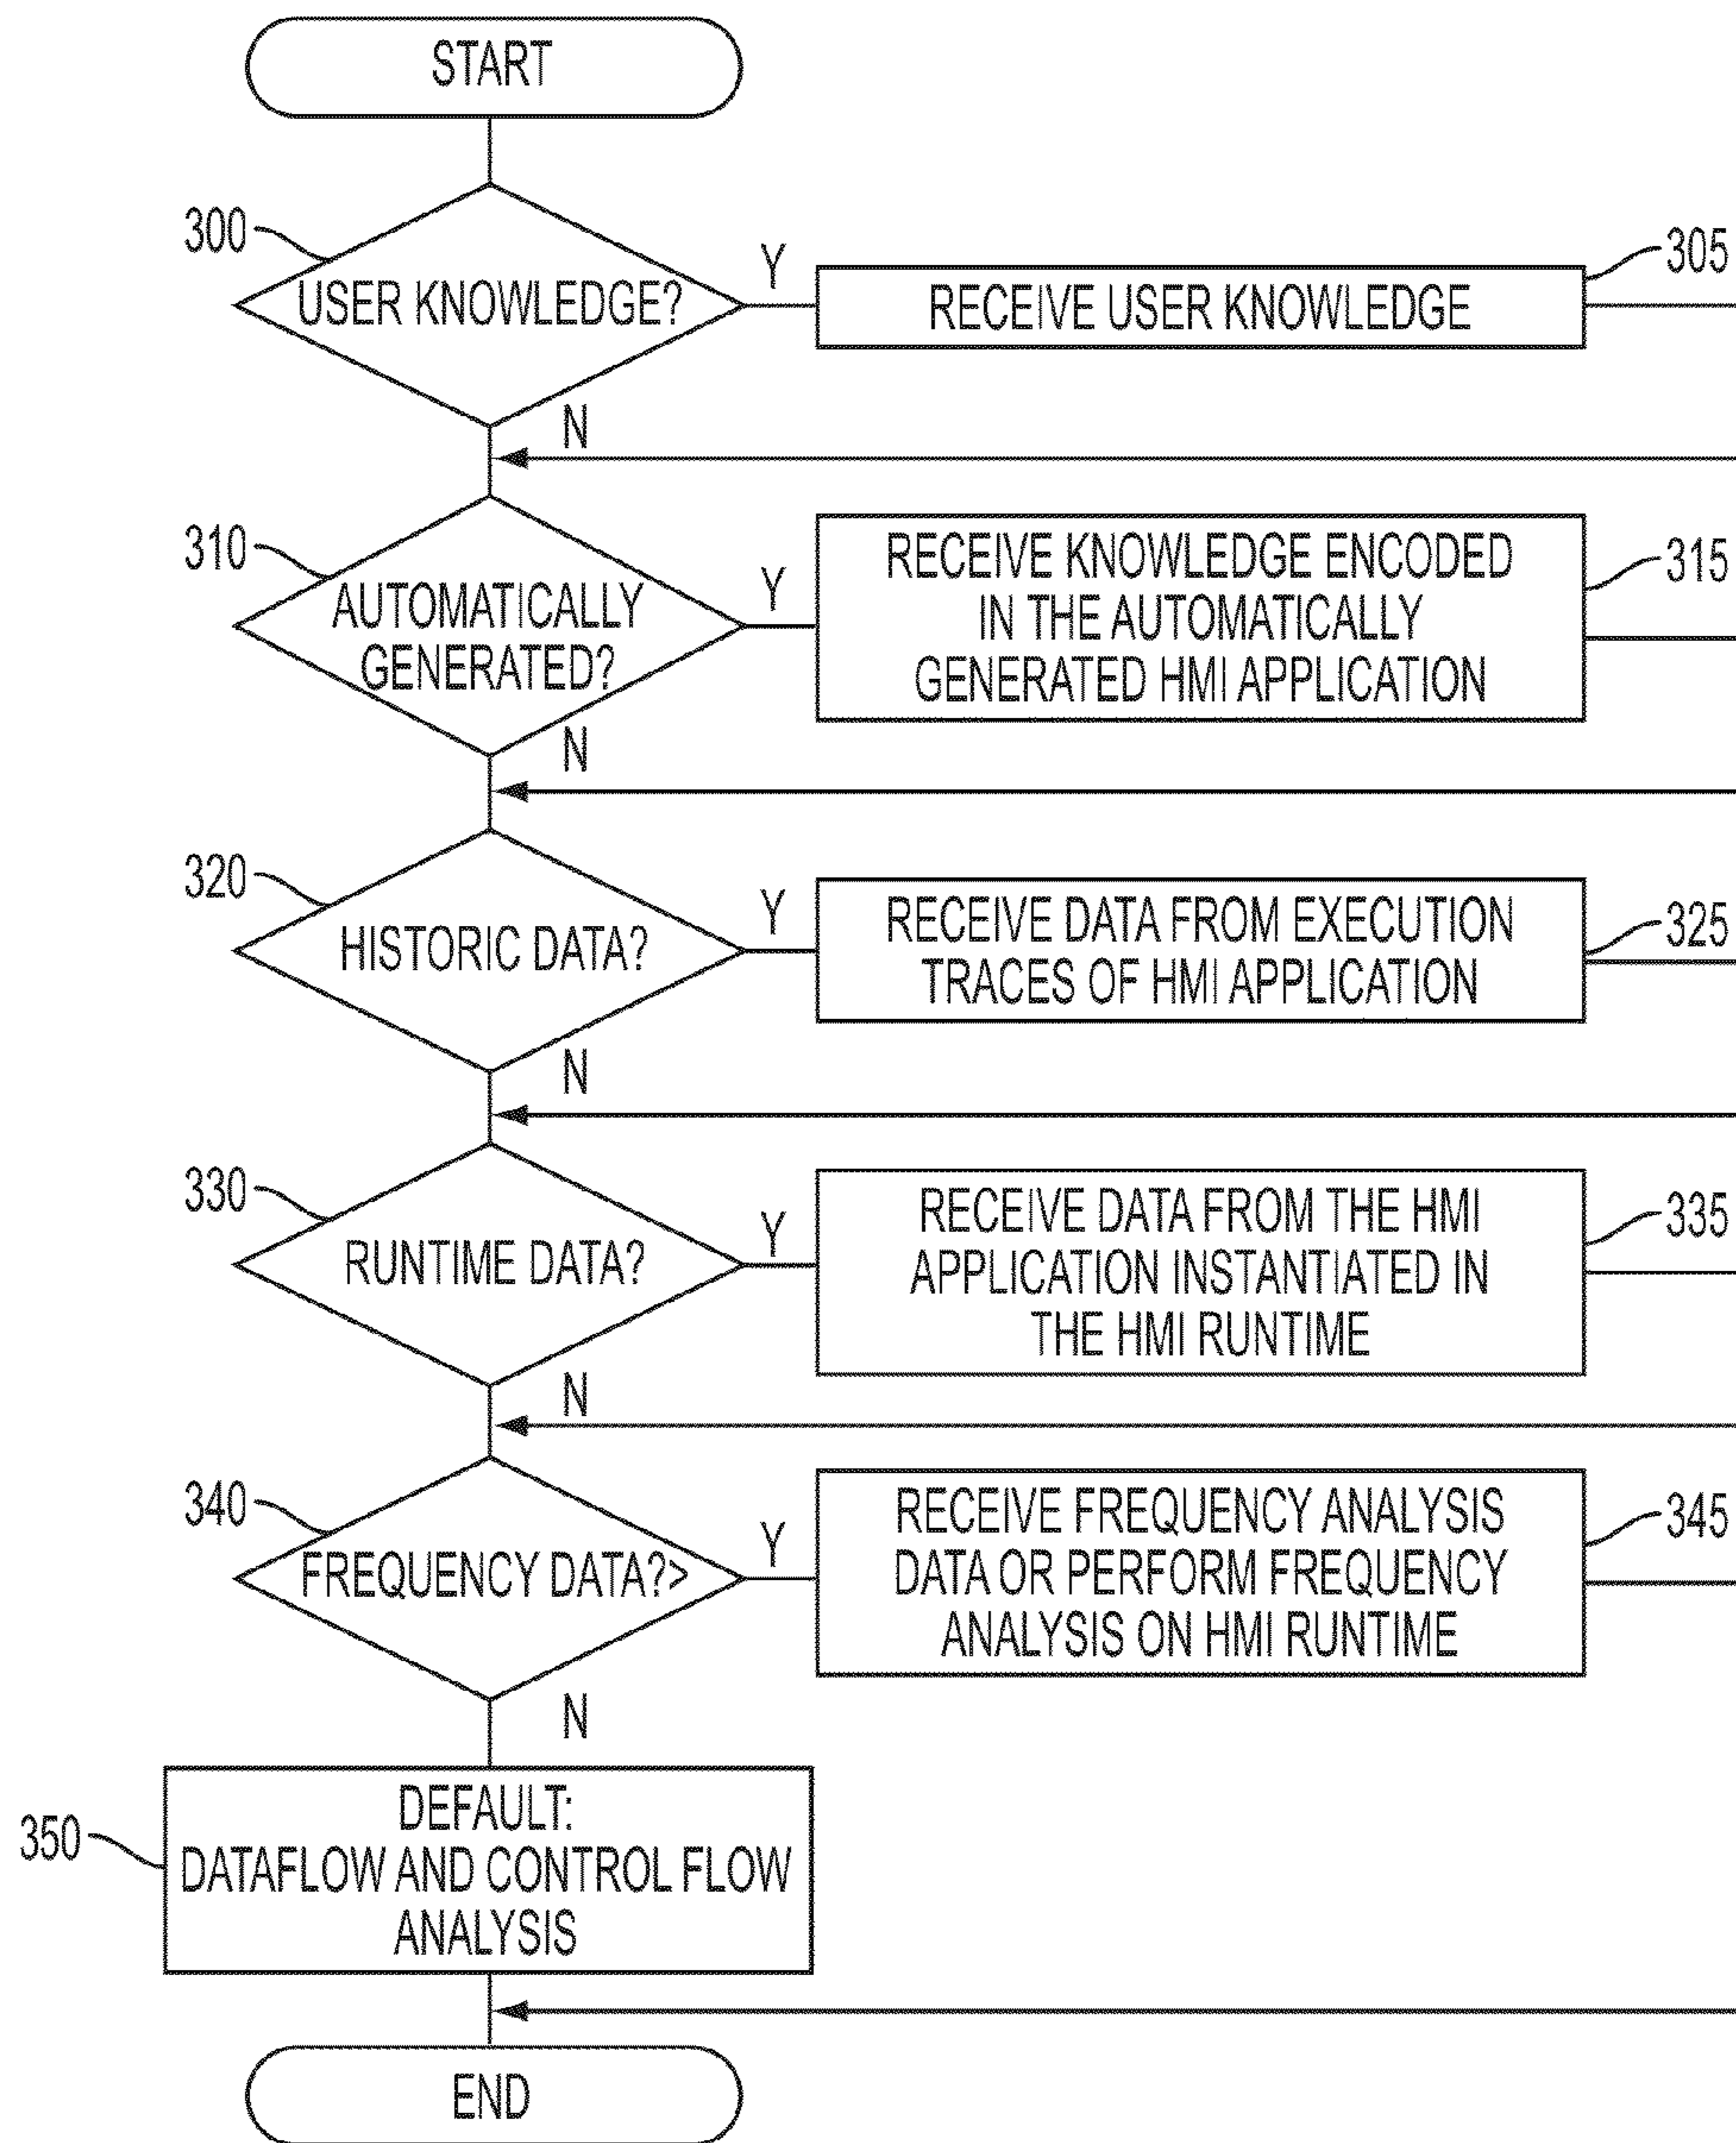 START
300
USER KNOWLEDGE?
Y
RECEIVE USER KNOWLEDGE
305
N
310
AUTOMATICALLY
GENERATED?
Y
RECEIVE KNOWLEDGE ENCODED
IN THE AUTOMATICALLY
GENERATED HMI APPLICATION
315
N
320
HISTORIC DATA?
Y
RECEIVE DATA FROM EXECUTION
TRACES OF HMI APPLICATION
325
N
330
RUNTIME DATA?
Y
RECEIVE DATA FROM THE HMI
APPLICATION INSTANTIATED IN
THE HMI RUNTIME
335
N
340
FREQUENCY DATA?>
Y
RECEIVE FREQUENCY ANALYSIS
DATA OR PERFORM FREQUENCY
ANALYSIS ON HMI RUNTIME
345
N
350
DEFAULT:
DATAFLOW AND CONTROL FLOW
ANALYSIS
END